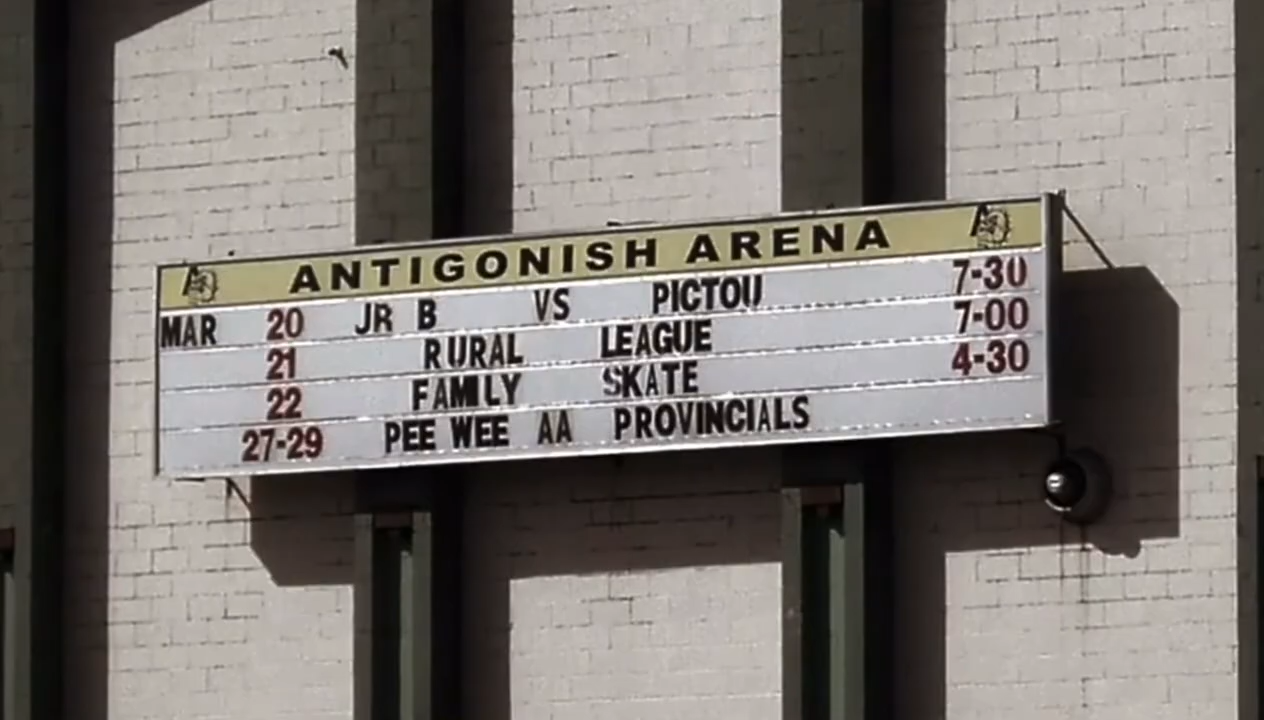 ANTIGONISH ARENA
MAR 20 JR B VS PICTOU 7-30
21 RURAL LEAGUE 7-00
22 FAMILY SKATE 4-30
27-29 PEE WEE AA PROVINCIALS